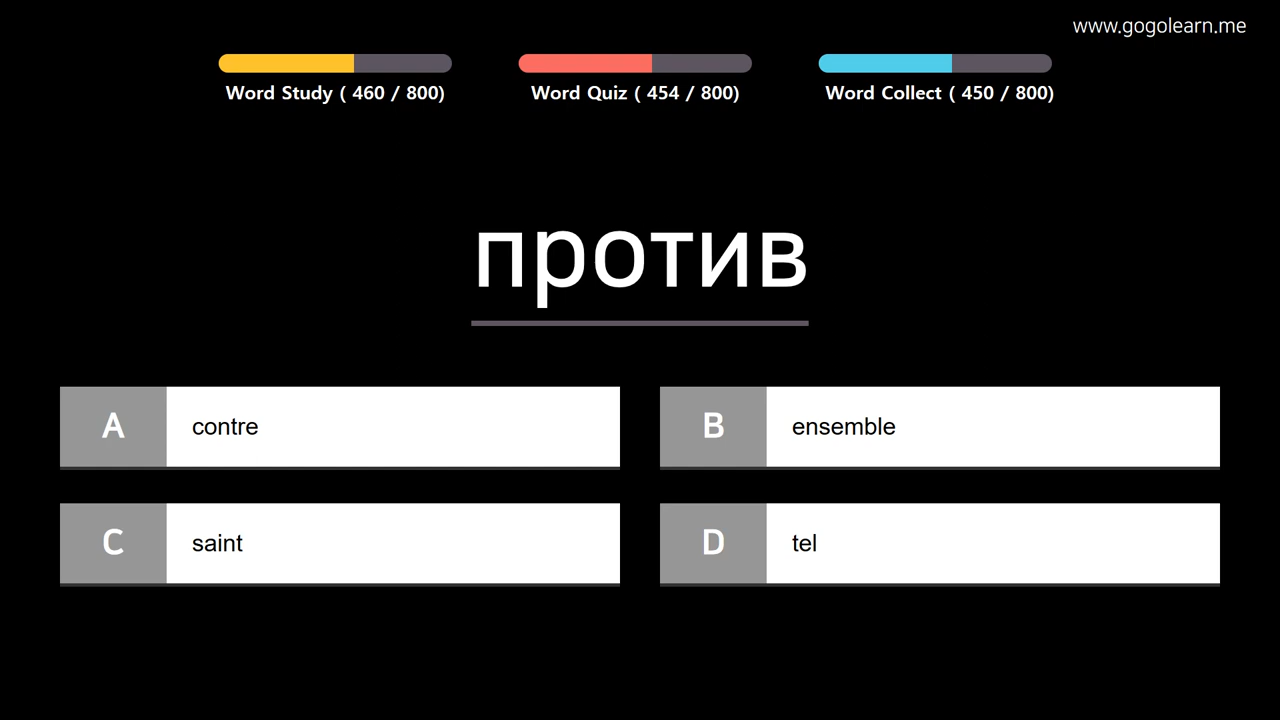 www.gogolearn.me
Word Study ( 460 / 800)
Word Quiz ( 454 / 800)
Word Collect ( 450 / 800)
против
A contre
B ensemble
C saint
D tel